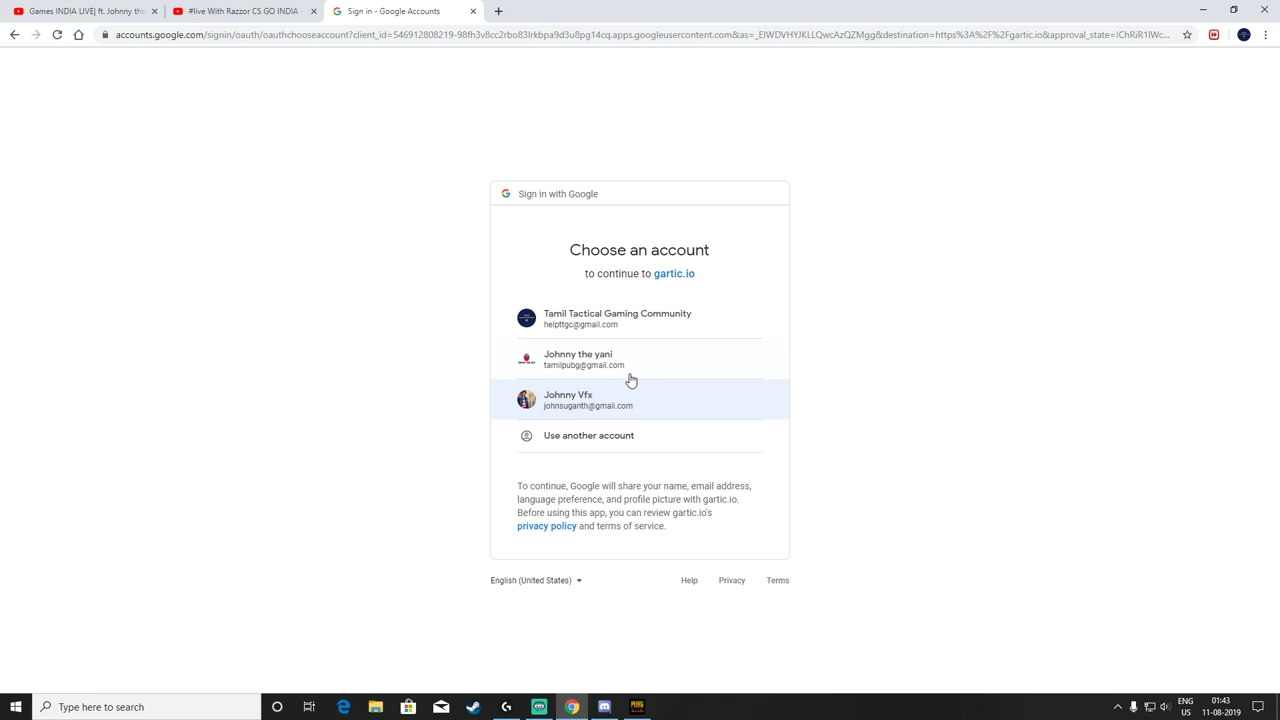 Games INDIA LIVE| ft. Johnny the
#live With Razzor CS GO INDIA -
Sign in - Google Accounts
accounts.google.com/signin/oauth/oauthchooseaccount?client_id=546912808219-98fh3v8cc2rbo83lrkbpa9d3u8pg14cq.apps.googleusercontent.com&as=_EIWDVHYJKLLQwcAzQZMgg&destination=https%3A%2F%2Fgartic.io&approval_state=!ChRiR1lWc...
Sign in with Google
Choose an account
to continue to gartic.io
Tamil Tactical Gaming Community
helpttgc@gmail.com
Johnny the yani
tamilpubg@gmail.com
Johnny Vfx
johnsuganth@gmail.com
Use another account
To continue, Google will share your name, email address,
language preference, and profile picture with gartic.io.
Before using this app, you can review gartic.io's
privacy policy and terms of service.
English (United States)
Help
Privacy
Terms
Type here to search
ENG
US
01:43
11-08-2019